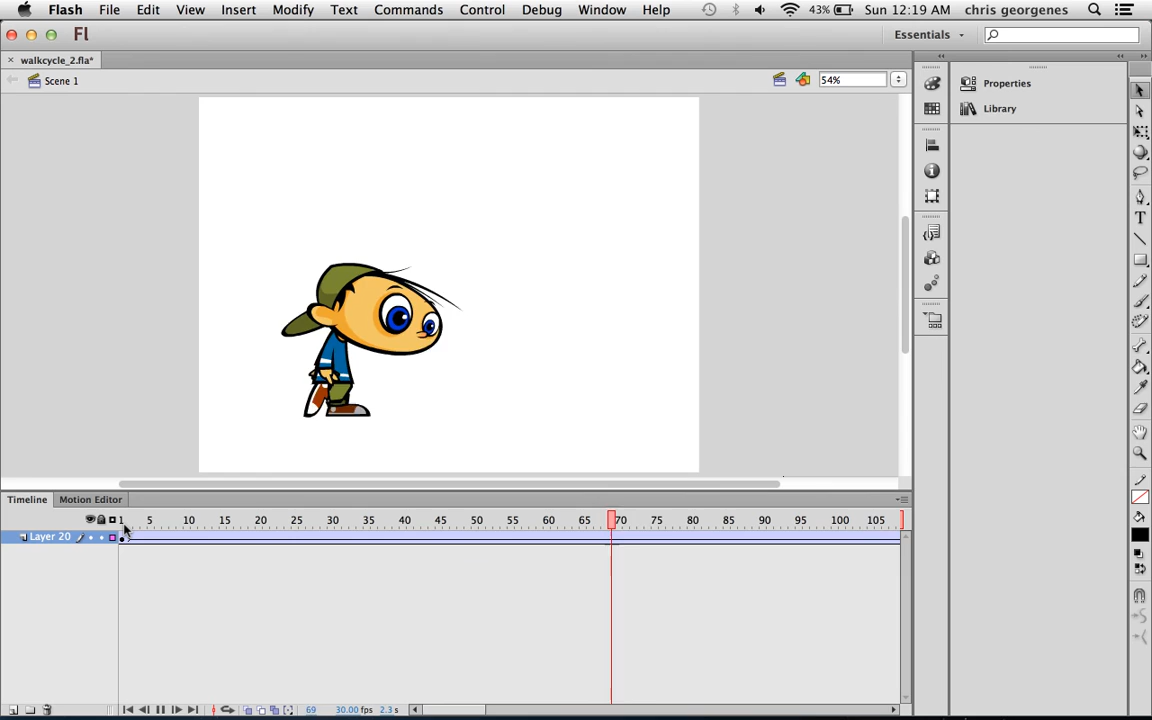 Flash File Edit View Insert Modify Text Commands Control Debug Window Help 43% Sun 12:19 AM chris georgenes
Fl Essentials
walkcycle_2.fla*
Scene 1 54%
Properties
Library
T
Timeline Motion Editor
1 5 10 15 20 25 30 35 40 45 50 55 60 65 70 75 80 85 90 95 100 105
Layer 20
69 30.00 fps 2.3 s